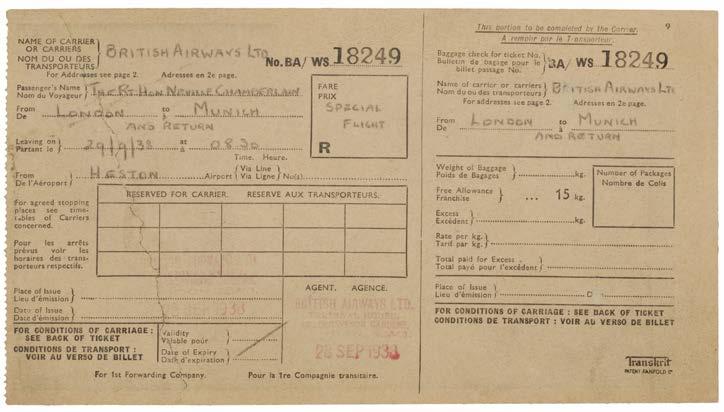 NAME OF CARRIER
OR CARRIERS
NOM DU OU DES
TRANSPORTEURS
BRITISH AIRWAYS LTD
No.BA/ WS 18249
For Addresses see page 2. Adresses en 2e page.
Passenger's Name
Nom du Voyageur
THE RT HON NEVILLE CHAMBERLAIN
FARE
PRIX
SPECIAL
FLIGHT
R
From LONDON to MUNICH
De à
AND RETURN
Leaving on 29/9/38 at 0830
Partant le à
Time. Heure.
From HESTON Airport (Via Line
De l'Aéroport) (Via Ligne No(s)
For agreed stopping
places see time-
tables of Carriers
concerned.
Pour les arrêts
prévus voir les
horaires des trans-
porteurs respectifs.
RESERVED FOR CARRIER. RESERVE AUX TRANSPORTEURS.
Place of Issue
Lieu d'émission
Date of Issue
Date d'émission
AGENT. AGENCE.
BRITISH AIRWAYS LTD.
28 SEP 1938
FOR CONDITIONS OF CARRIAGE :
SEE BACK OF TICKET
CONDITIONS DE TRANSPORT :
VOIR AU VERSO DE BILLET
Validity
Valable pour
Date of Expiry
Date d'expiration
For 1st Forwarding Company. Pour la 1re Compagnie transitaire.
This portion to be completed by the Carrier.
A remplir par le Transporteur.
9
Baggage check for ticket No.
Bulletin de bagage pour le
billet passage No.
BA/ WS 18249
Name of carrier or carriers
Nom du ou des transporteurs
BRITISH AIRWAYS LTD
For addresses see page 2. Adresses en 2e page.
From LONDON to MUNICH
De à
AND RETURN
Weight of Baggage
Poids de Bagages
kg.
Number of Packages
Nombre de Colis
Free Allowance
Franchise
... 15 kg.
Excess
Excédent
kg.
Rate per kg.
Tarif par kg.
Total paid for Excess
Total payé pour l'excédent
Place of Issue
Lieu d'émission
FOR CONDITIONS OF CARRIAGE: SEE BACK OF TICKET
CONDITIONS DE TRANSPORT: VOIR AU VERSO DE BILLET
Transkrit